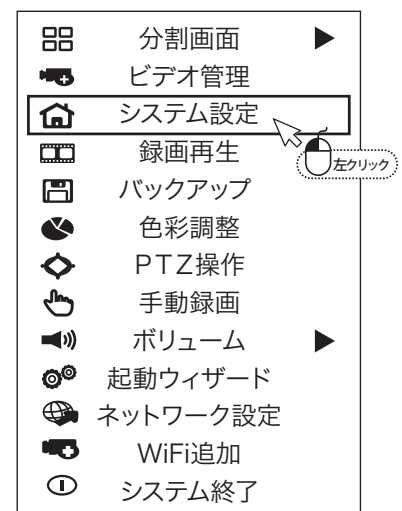 分割画面
ビデオ管理
システム設定
録画再生
左クリック
バックアップ
色彩調整
PTZ操作
手動録画
ボリューム
起動ウィザード
ネットワーク設定
WiFi追加
システム終了